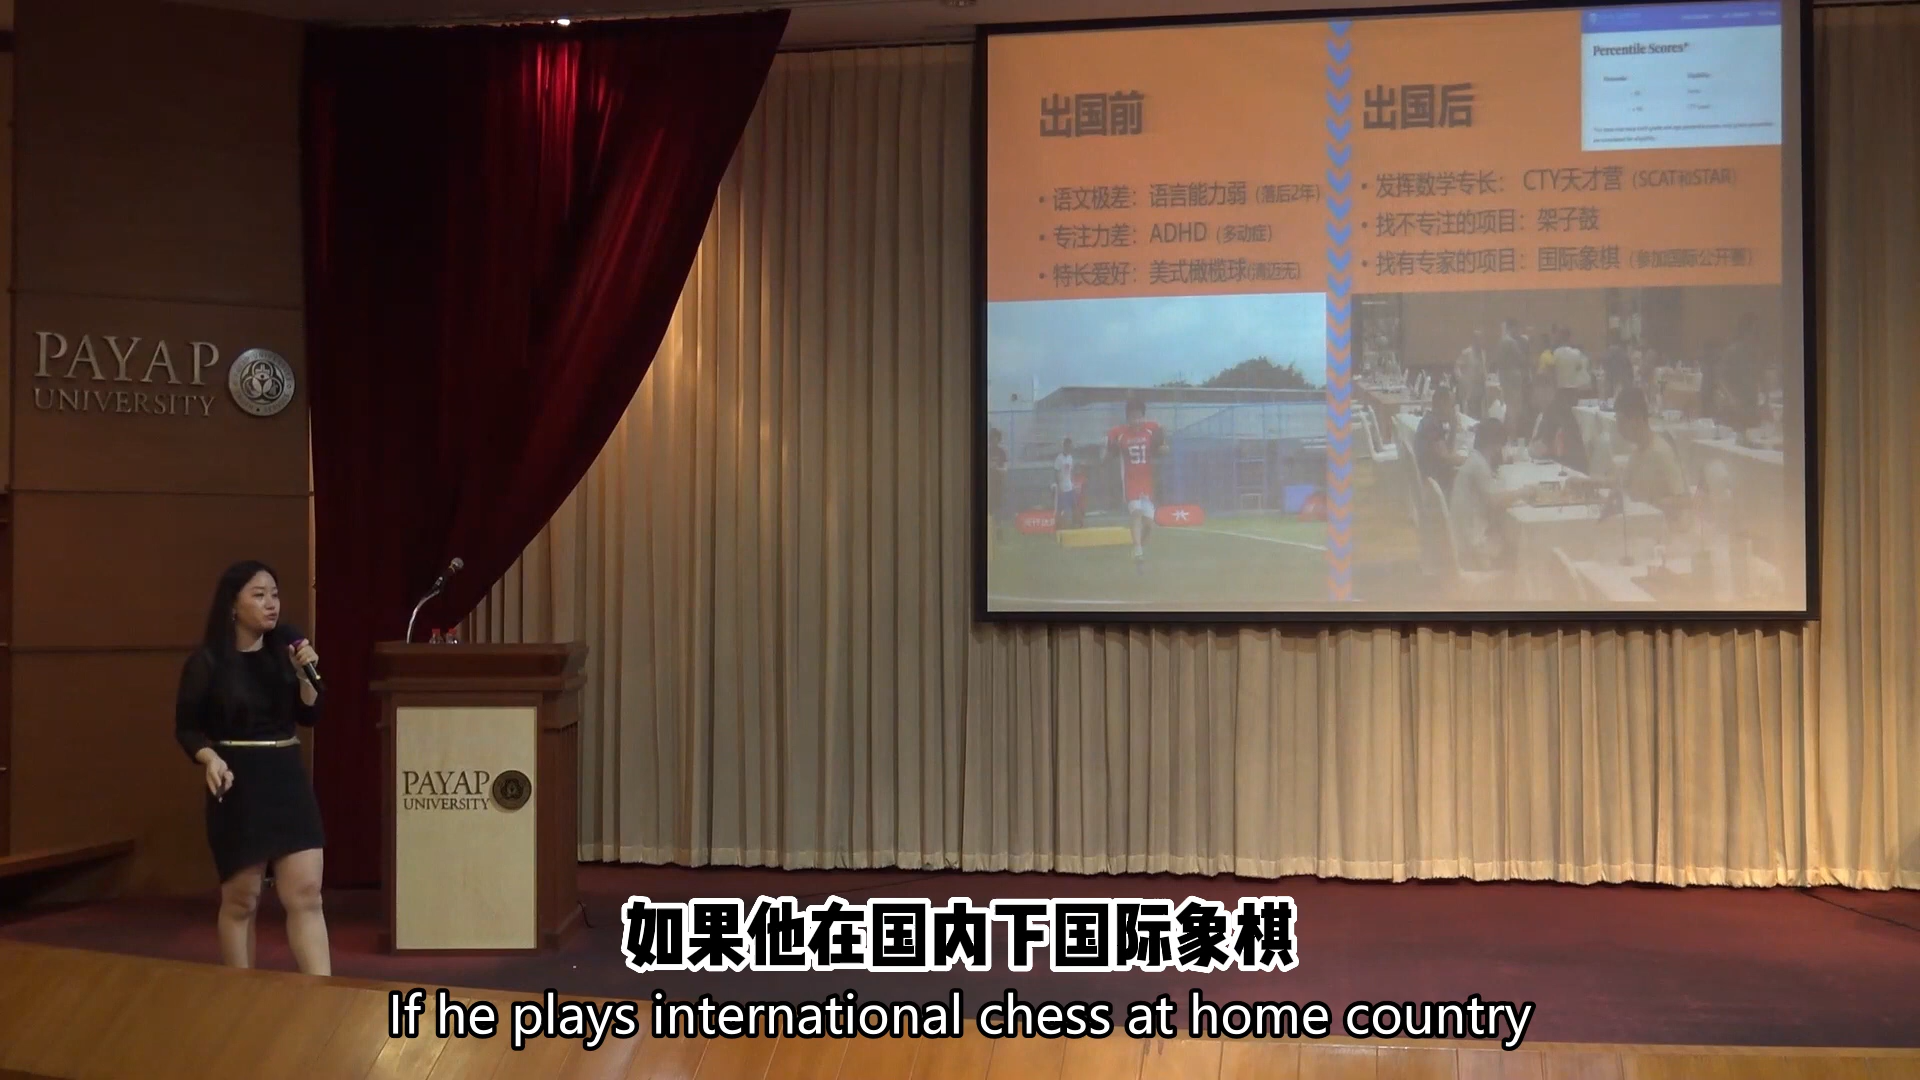 PAYAP
UNIVERSITY
出国前
• 语文极差：语言能力弱（落后2年）
• 专注力差：ADHD（多动症）
• 特长爱好：美式橄榄球(清迈无)
出国后
• 发挥数学专长： CTY天才营（SCAT和STAR）
• 找不专注的项目：架子鼓
• 找有专家的项目：国际象棋（参加国际公开赛）
Percentile Scores*
51
PAYAP
UNIVERSITY
如果他在国内下国际象棋
If he plays international chess at home country